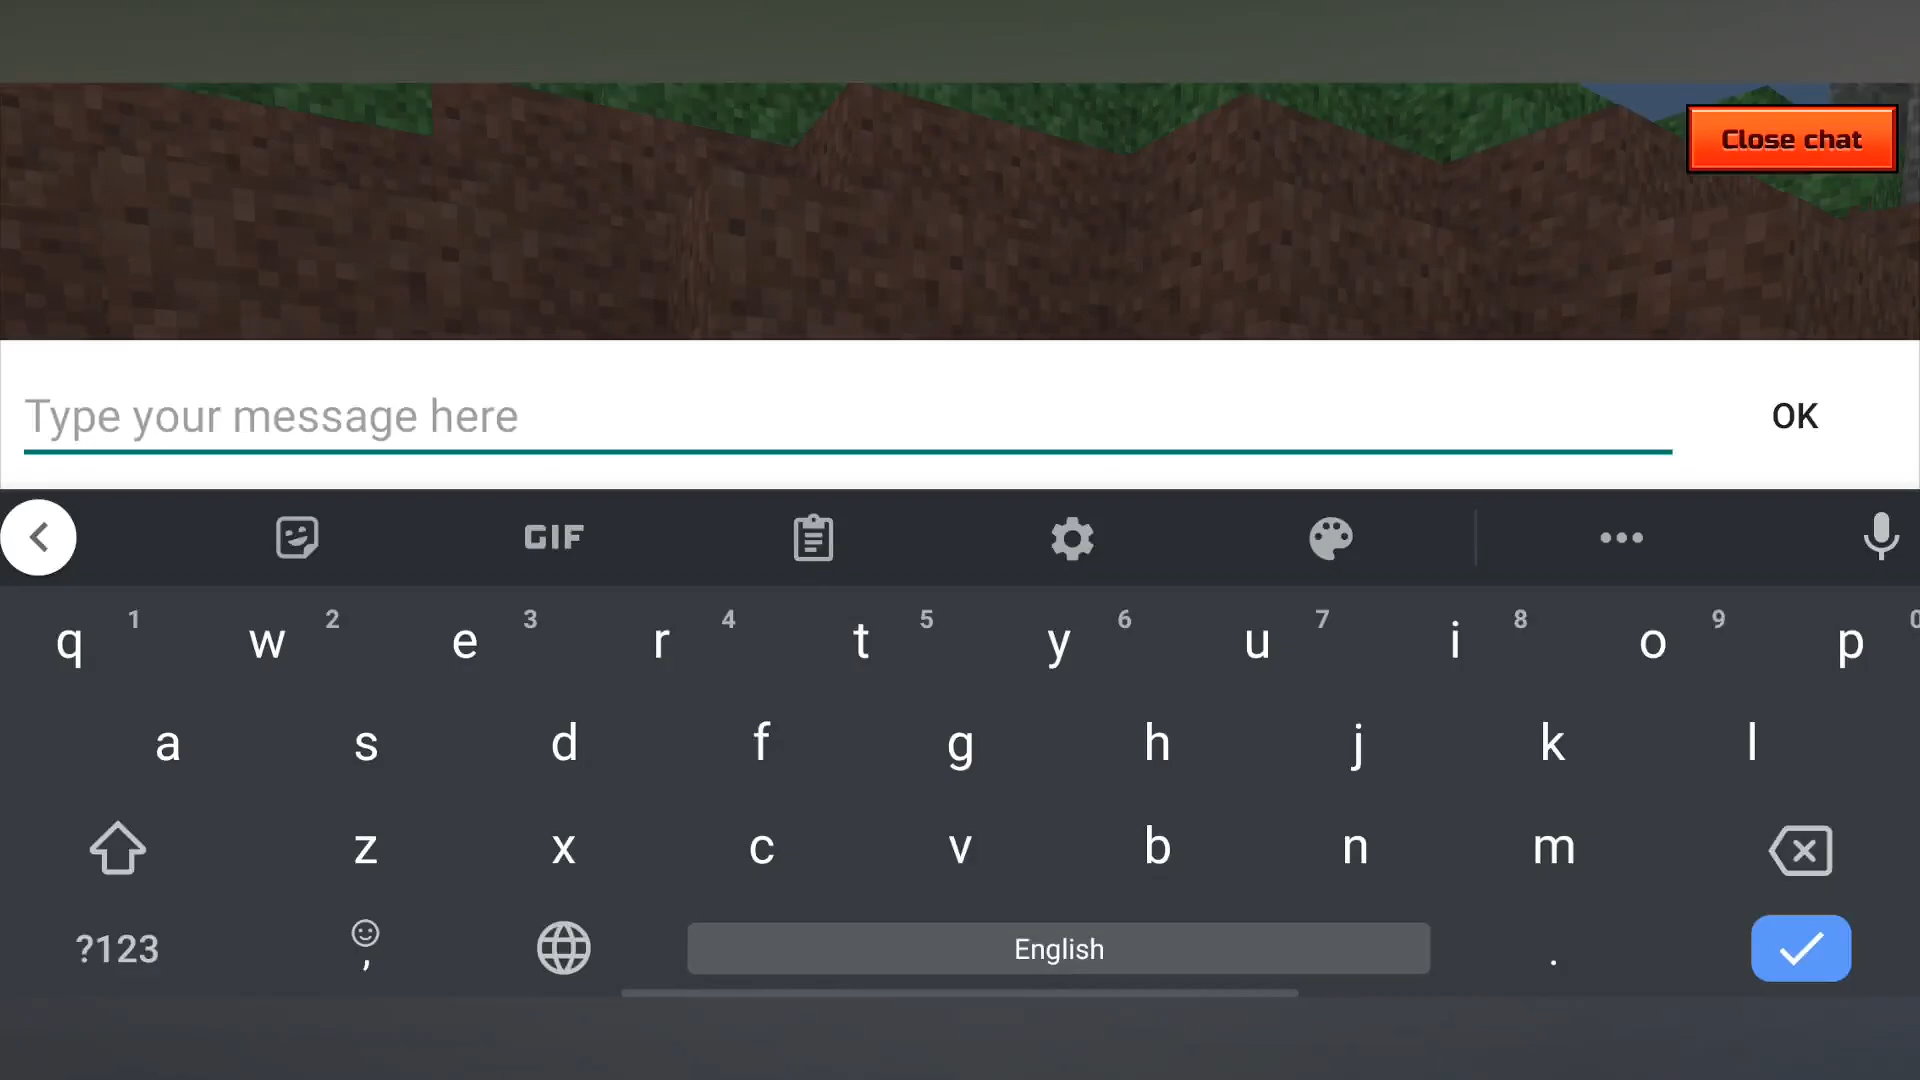 Close chat
Type your message here
OK
GIF
q 1 w 2 e 3 r 4 t 5 y 6 u 7 i 8 o 9 p 0
a s d f g h j k l
z x c v b n m
?123 , English .